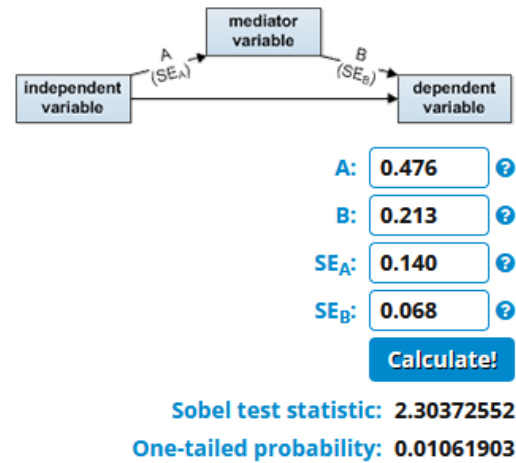 mediator
variable
A
(SEA)
B
(SEB)
independent
variable
dependent
variable
A: 0.476 ?
B: 0.213 ?
SEA: 0.140 ?
SEB: 0.068 ?
Calculate!
Sobel test statistic: 2.30372552
One-tailed probability: 0.01061903